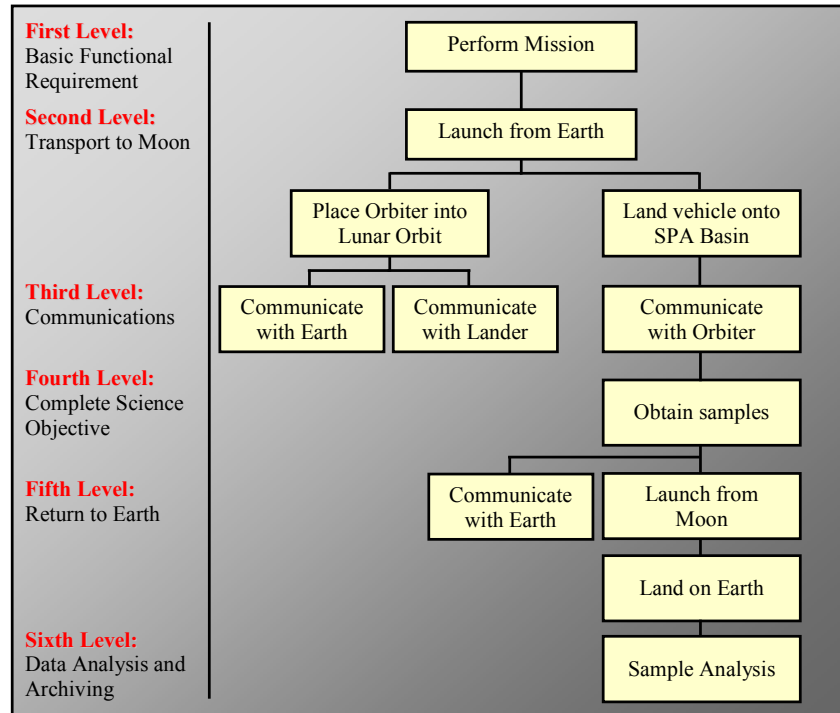 First Level:
Basic Functional
Requirement
Perform Mission
Second Level:
Transport to Moon
Launch from Earth
Place Orbiter into
Lunar Orbit
Land vehicle onto
SPA Basin
Third Level:
Communications
Communicate
with Earth
Communicate
with Lander
Communicate
with Orbiter
Fourth Level:
Complete Science
Objective
Obtain samples
Fifth Level:
Return to Earth
Communicate
with Earth
Launch from
Moon
Land on Earth
Sixth Level:
Data Analysis and
Archiving
Sample Analysis